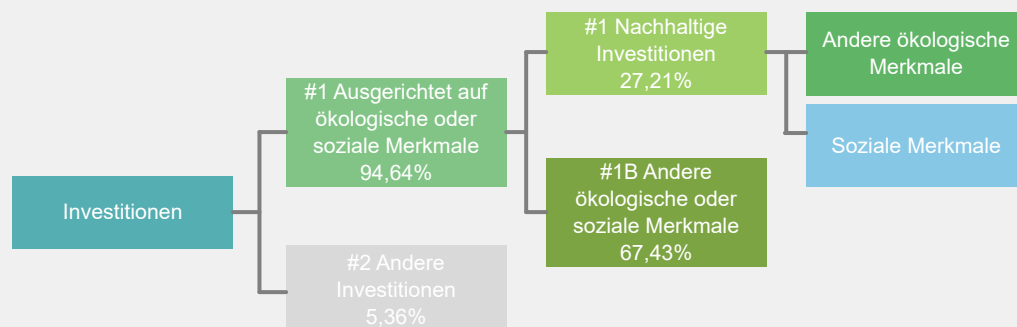 Investitionen
#1 Ausgerichtet auf
ökologische oder
soziale Merkmale
94,64%
#2 Andere
Investitionen
5,36%
#1 Nachhaltige
Investitionen
27,21%
#1B Andere
ökologische oder
soziale Merkmale
67,43%
Andere ökologische
Merkmale
Soziale Merkmale